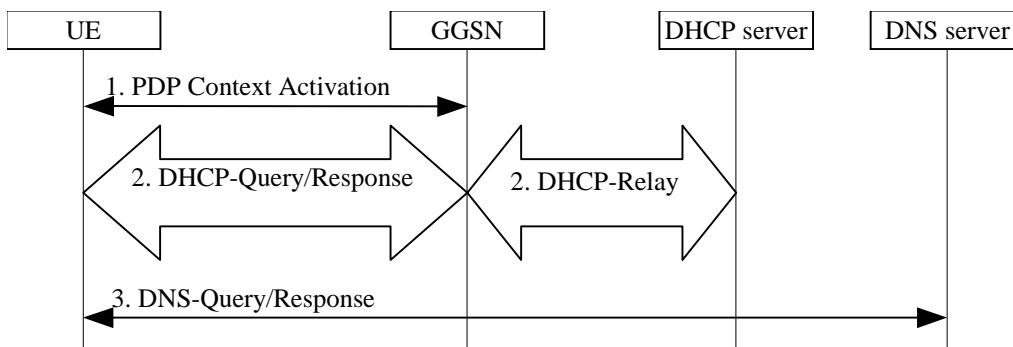 UE
GGSN
DHCP server
DNS server
1. PDP Context Activation
2. DHCP-Query/Response
2. DHCP-Relay
3. DNS-Query/Response